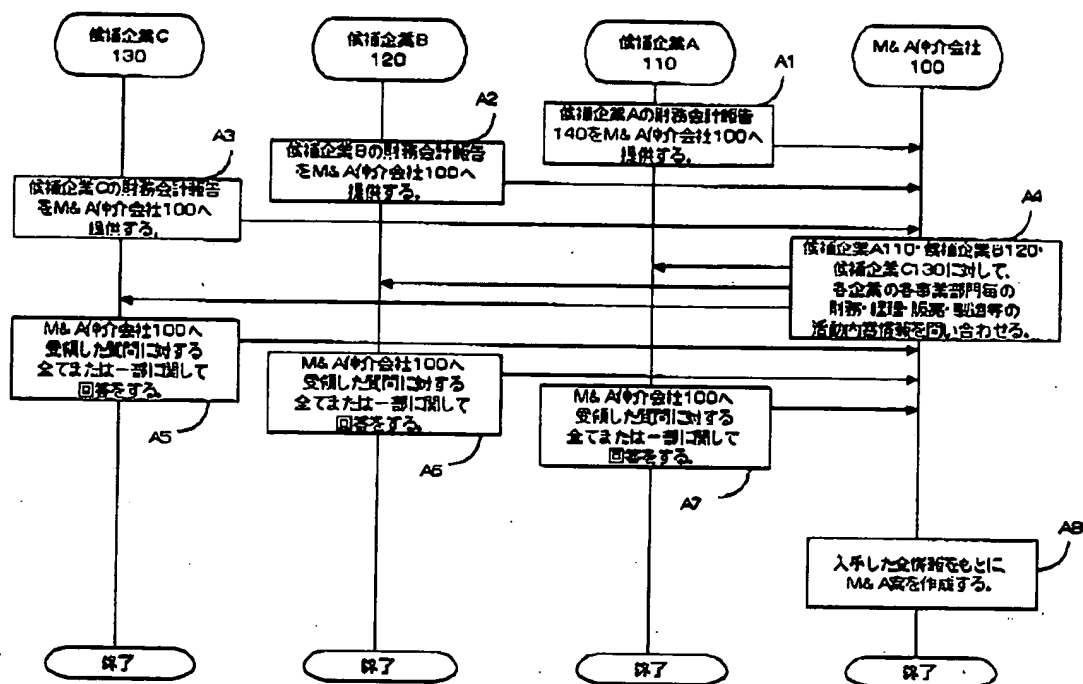 候補企業C
130
候補企業B
120
候補企業A
110
M&A仲介会社
100
A1
候補企業Aの財務会計報告
140をM&A仲介会社100へ
提供する。
A2
候補企業Bの財務会計報告
をM&A仲介会社100へ
提供する。
A3
候補企業Cの財務会計報告
をM&A仲介会社100へ
提供する。
A4
候補企業A110・候補企業B120・
候補企業C130に対して、
各企業の各事業部門毎の
財務・経理・販売・製造等の
活動内容情報を問い合わせる。
M&A仲介会社100へ
受領した質問に対する
全てまたは一部に関して
回答をする。
A5
M&A仲介会社100へ
受領した質問に対する
全てまたは一部に関して
回答をする。
A6
M&A仲介会社100へ
受領した質問に対する
全てまたは一部に関して
回答をする。
A7
A8
入手した全情報をもとに、
M&A案を作成する。
終了
終了
終了
終了